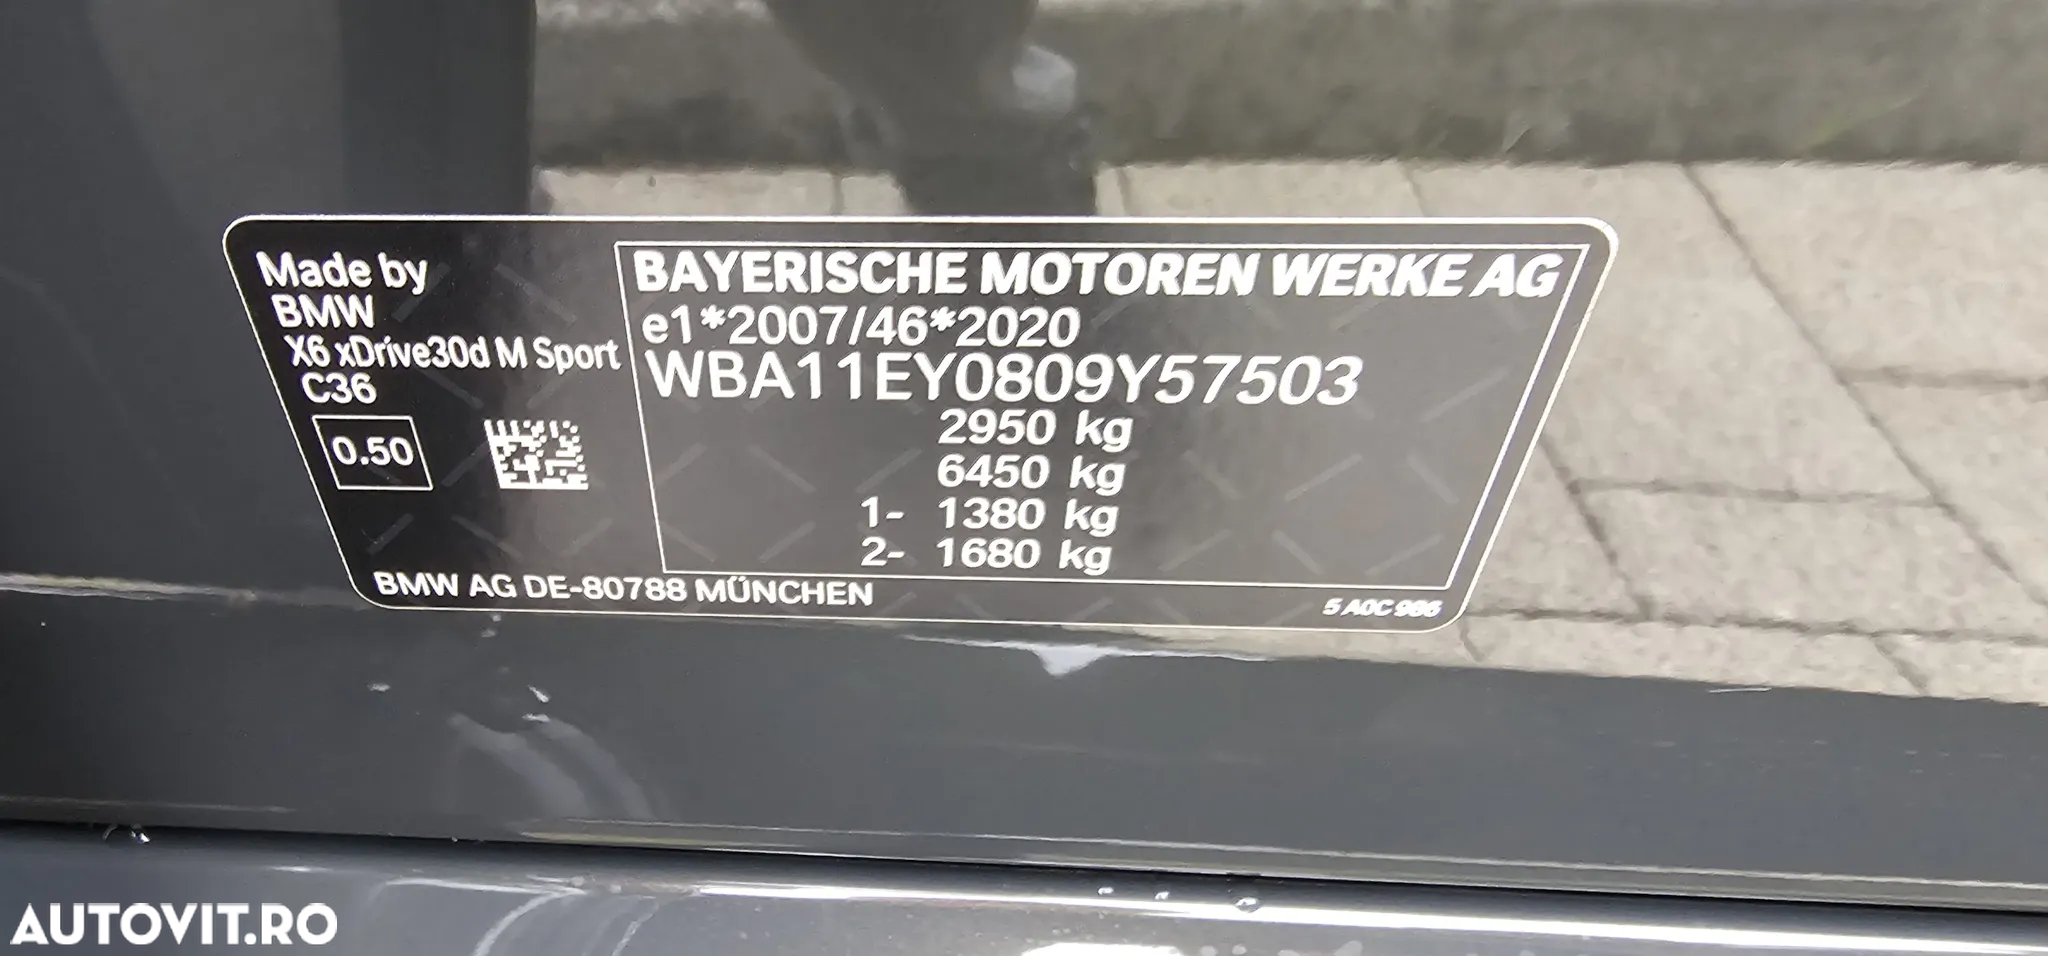 Made by
BMW
X6 xDrive30d M Sport
C36
0.50
BAYERISCHE MOTOREN WERKE AG
e1*2007/46*2020
WBA11EY0809Y57503
2950 kg
6450 kg
1- 1380 kg
2- 1680 kg
BMW AG DE-80788 MÜNCHEN
5 A0C 986
AUTOVIT.RO